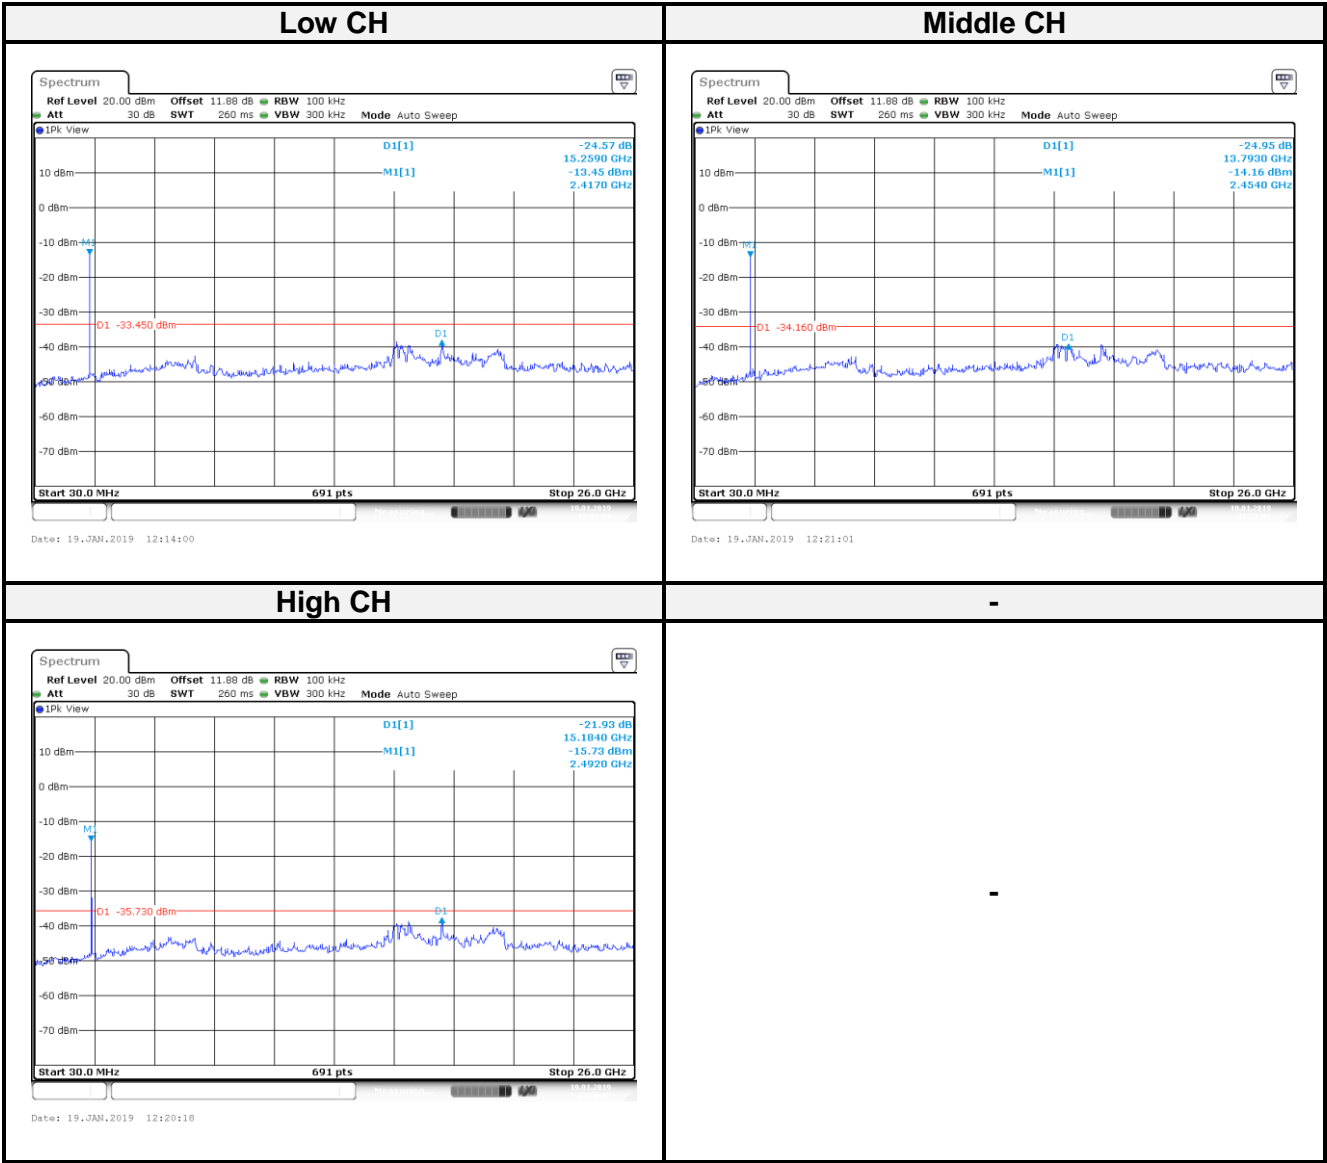 Low CH
Middle CH
Spectrum
Ref Level 20.00 dBm Offset 11.88 dB RBW 100 kHz
Att 30 dB SWT 260 ms VBW 300 kHz Mode Auto Sweep
1Pk View
D1[1] -24.57 dB
15.2590 GHz
10 dBm M1[1] -13.45 dBm
2.4170 GHz
0 dBm
-10 dBm M1
-20 dBm
-30 dBm
D1 -33.450 dBm
D1
-40 dBm
-50 dBm
-60 dBm
-70 dBm
Start 30.0 MHz 691 pts Stop 26.0 GHz
19.01.2019
Date: 19.JAN.2019 12:14:00
Spectrum
Ref Level 20.00 dBm Offset 11.88 dB RBW 100 kHz
Att 30 dB SWT 260 ms VBW 300 kHz Mode Auto Sweep
1Pk View
D1[1] -24.95 dB
13.7930 GHz
10 dBm M1[1] -14.16 dBm
2.4540 GHz
0 dBm
-10 dBm M1
-20 dBm
-30 dBm
D1 -34.160 dBm
D1
-40 dBm
-50 dBm
-60 dBm
-70 dBm
Start 30.0 MHz 691 pts Stop 26.0 GHz
19.01.2019
Date: 19.JAN.2019 12:21:01
High CH
-
Spectrum
Ref Level 20.00 dBm Offset 11.88 dB RBW 100 kHz
Att 30 dB SWT 260 ms VBW 300 kHz Mode Auto Sweep
1Pk View
D1[1] -21.93 dB
15.1840 GHz
10 dBm M1[1] -15.73 dBm
2.4920 GHz
0 dBm
-10 dBm
M1
-20 dBm
-30 dBm
D1 -35.730 dBm
D1
-40 dBm
-50 dBm
-60 dBm
-70 dBm
Start 30.0 MHz 691 pts Stop 26.0 GHz
19.01.2019
Date: 19.JAN.2019 12:20:18
-